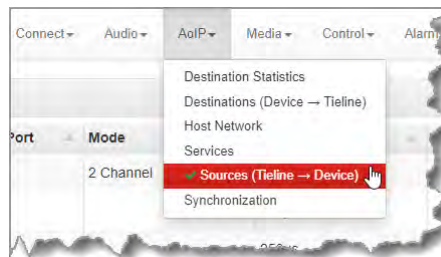 Connect Audio AoIP Media Control Alarm
Destination Statistics
Destinations (Device → Tieline)
Host Network
Port Mode
Services
2 Channel Sources (Tieline → Device)
Synchronization